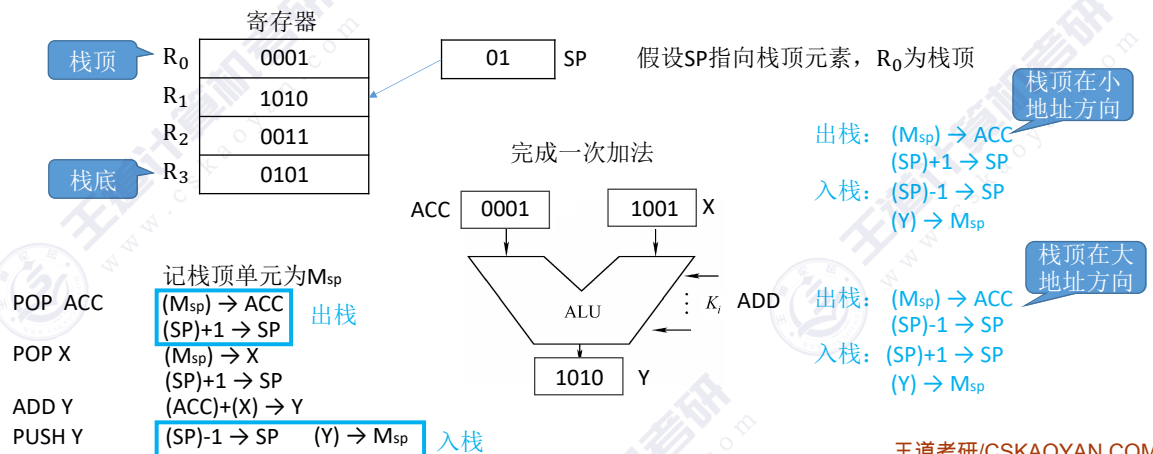 寄存器
栈顶 R₀ 0001
R₁ 1010
R₂ 0011
栈底 R₃ 0101
01 SP
假设SP指向栈顶元素，R₀为栈顶
栈顶在小
地址方向
出栈： (Msp) → ACC
(SP)+1 → SP
入栈： (SP)-1 → SP
(Y) → Msp
完成一次加法
ACC 0001 1001 X
ALU ⋮ Kᵢ ADD
1010 Y
栈顶在大
地址方向
出栈： (Msp) → ACC
(SP)-1 → SP
入栈： (SP)+1 → SP
(Y) → Msp
记栈顶单元为Msp
POP ACC (Msp) → ACC
(SP)+1 → SP
出栈
POP X (Msp) → X
(SP)+1 → SP
ADD Y (ACC)+(X) → Y
PUSH Y (SP)-1 → SP (Y) → Msp 入栈
王道考研/CSKAOYAN.COM